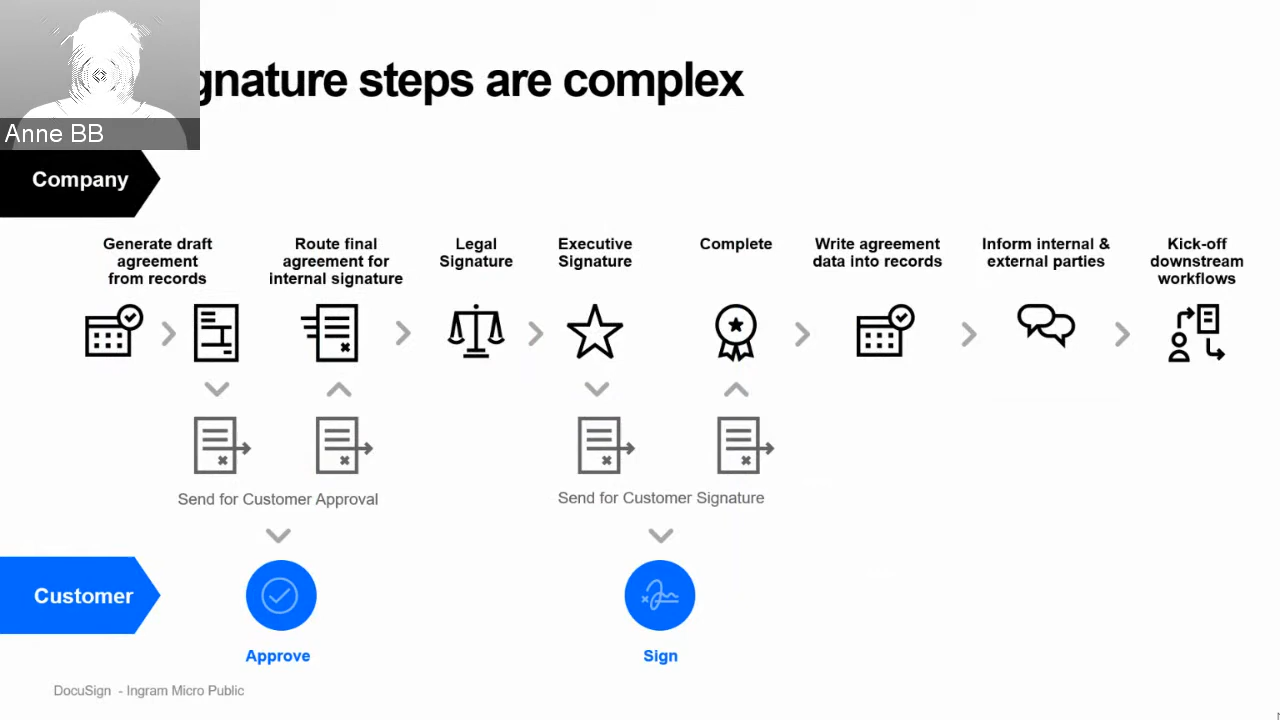 Anne BB
gnature steps are complex
Company
Generate draft
agreement
from records
Route final
agreement for
internal signature
Legal
Signature
Executive
Signature
Complete
Write agreement
data into records
Inform internal &
external parties
Kick-off
downstream
workflows
Send for Customer Approval
Send for Customer Signature
Customer
Approve
Sign
DocuSign - Ingram Micro Public